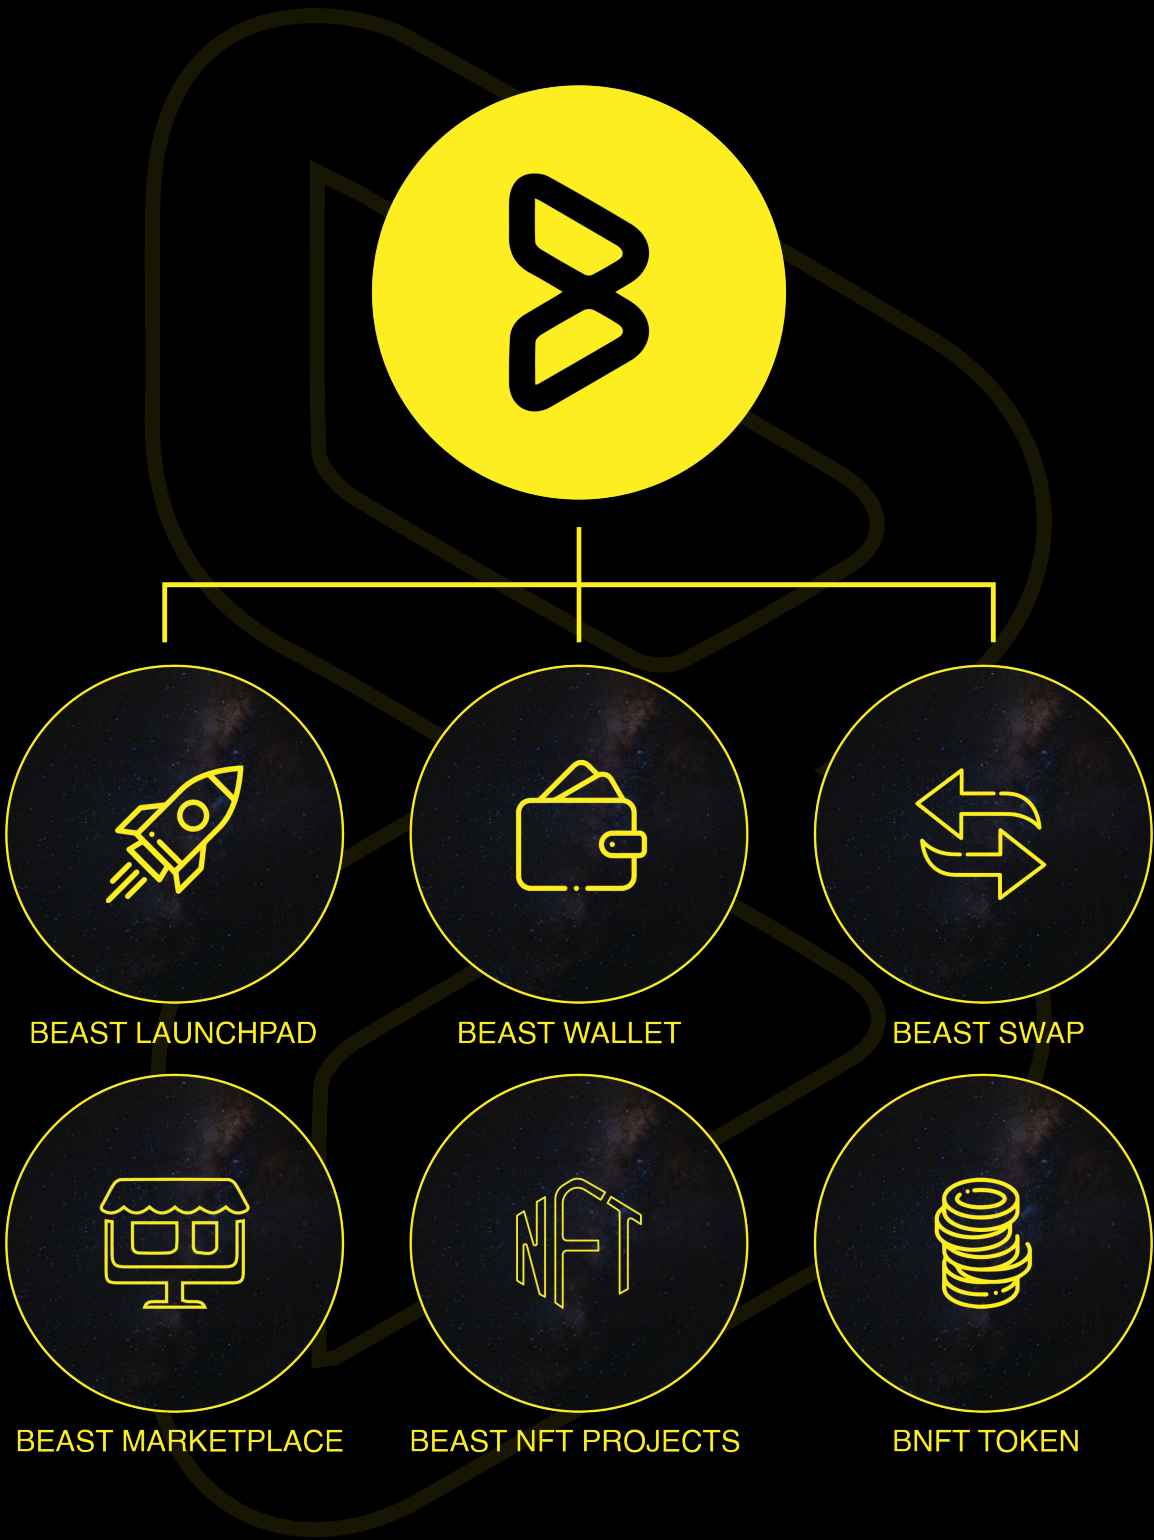 BEAST LAUNCHPAD
BEAST WALLET
BEAST SWAP
NFT
BEAST MARKETPLACE
BEAST NFT PROJECTS
BNFT TOKEN